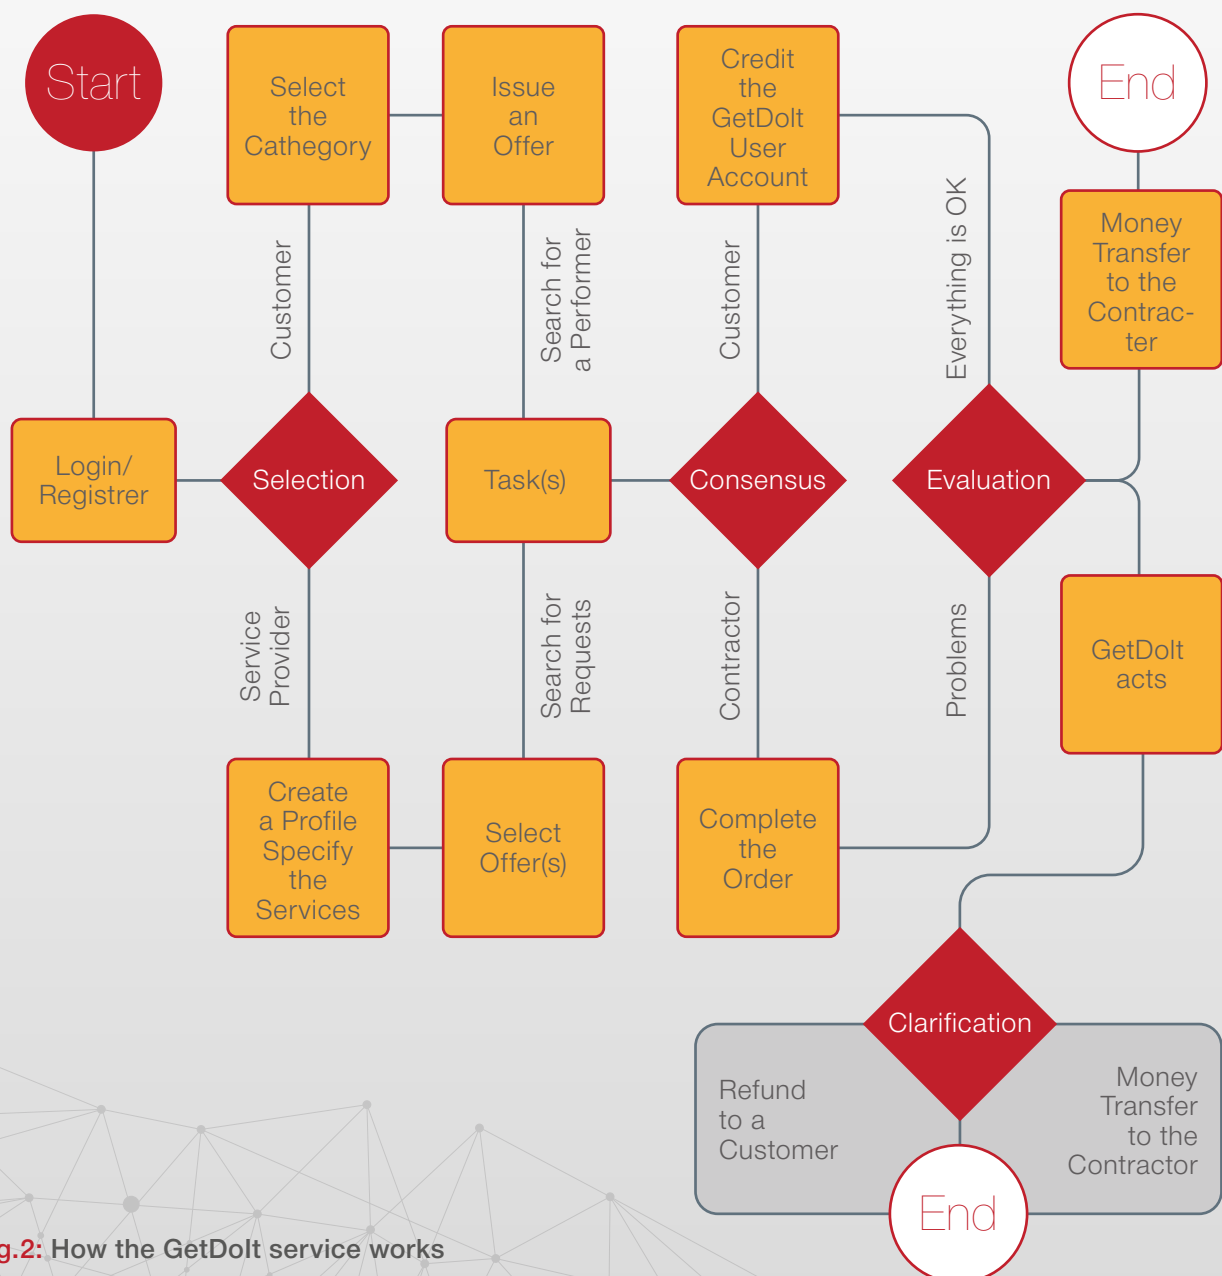 Start
Select
the
Cathegory
Issue
an
Offer
Credit
the
GetDoIt
User
Account
End
Customer
Search for
a Performer
Customer
Everything is OK
Money
Transfer
to the
Contrac-
ter
Login/
Registrer
Selection
Task(s)
Consensus
Evaluation
Service
Provider
Search for
Requests
Contractor
Problems
GetDoIt
acts
Create
a Profile
Specify
the
Services
Select
Offer(s)
Complete
the
Order
Clarification
Refund
to a
Customer
Money
Transfer
to the
Contractor
End
g.2: How the GetDoIt service works